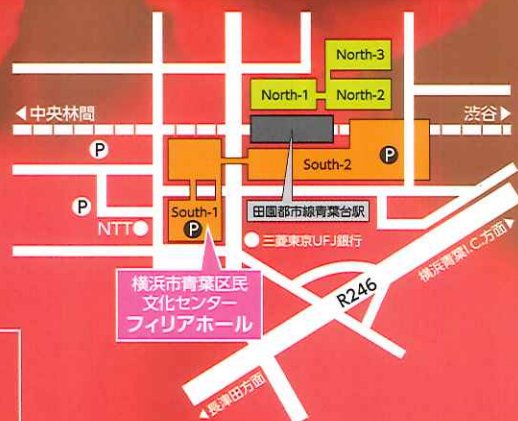 North-3
North-1
North-2
◀中央林間
渋谷▶
P
P
South-2
P
South-1
P
田園都市線青葉台駅
NTT
三菱東京UFJ銀行
横浜市青葉区民
文化センター
フィリアホール
横浜青葉I.C.方面▶
R246
◀長津田方面